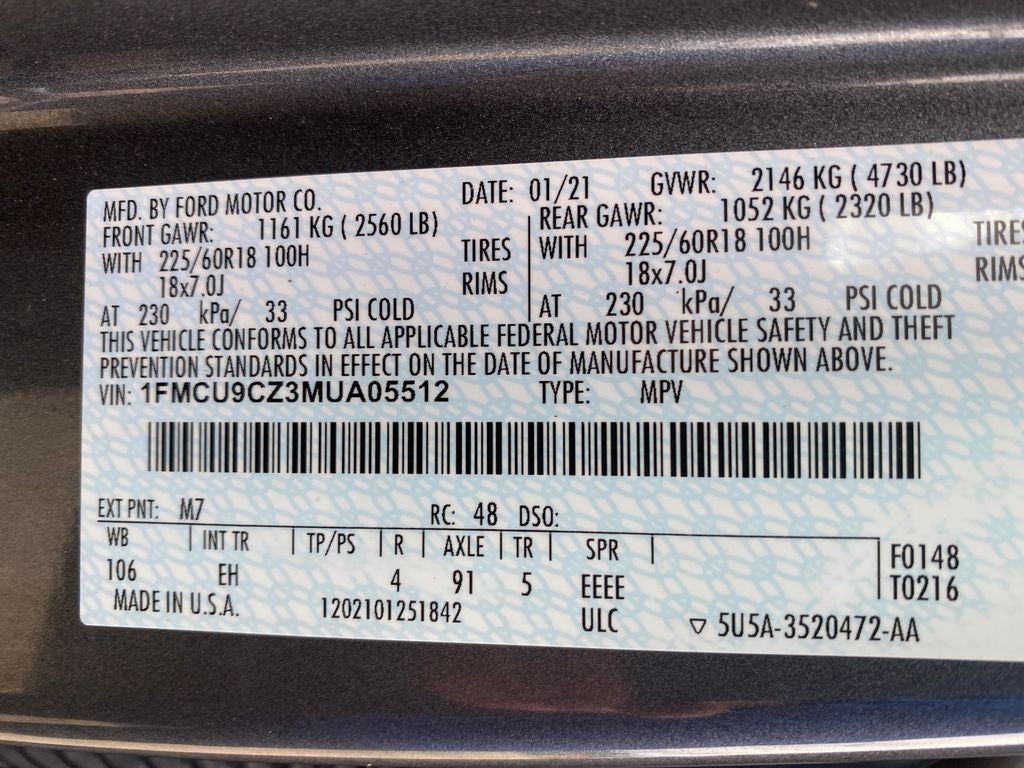 MFD. BY FORD MOTOR CO. DATE: 01/21 GVWR: 2146 KG ( 4730 LB)
FRONT GAWR: 1161 KG ( 2560 LB) REAR GAWR: 1052 KG ( 2320 LB)
WITH 225/60R18 100H TIRES WITH 225/60R18 100H TIRES
18x7.0J RIMS 18x7.0J RIMS
AT 230 kPa/ 33 PSI COLD AT 230 kPa/ 33 PSI COLD
THIS VEHICLE CONFORMS TO ALL APPLICABLE FEDERAL MOTOR VEHICLE SAFETY AND THEFT
PREVENTION STANDARDS IN EFFECT ON THE DATE OF MANUFACTURE SHOWN ABOVE.
VIN: 1FMCU9CZ3MUA05512 TYPE: MPV
EXT PNT: M7 RC: 48 DSO:
WB INT TR TP/PS R AXLE TR SPR F0148
106 EH 4 91 5 EEEE T0216
MADE IN U.S.A. 1202101251842 ULC ▽ 5U5A-3520472-AA